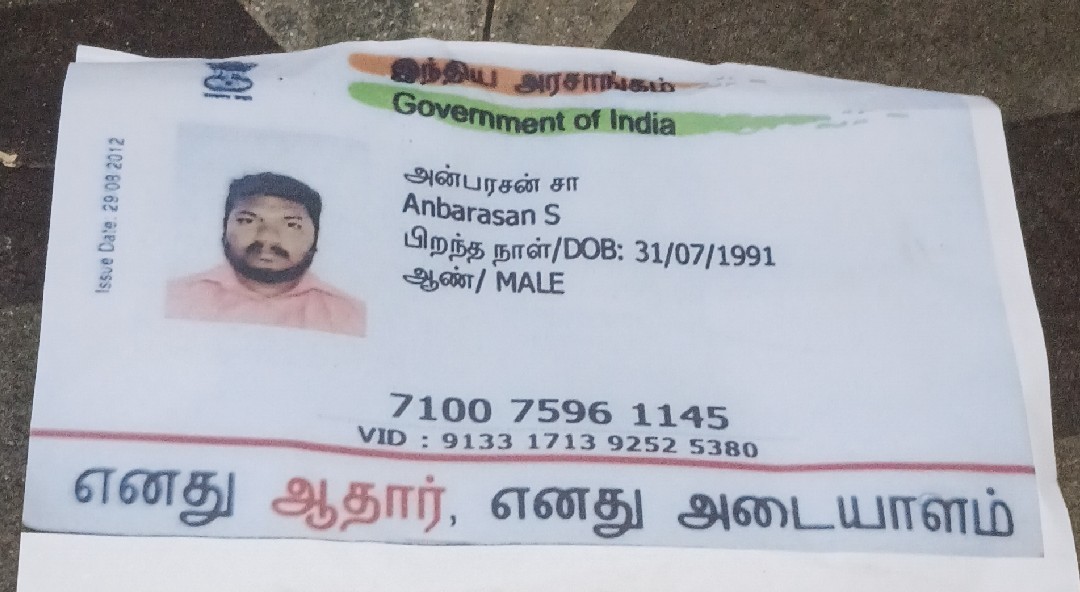 இந்திய அரசாங்கம்
Government of India
Issue Date: 29/08/2012
அன்பரசன் சா
Anbarasan S
பிறந்த நாள்/DOB: 31/07/1991
ஆண்/ MALE
7100 7596 1145
VID : 9133 1713 9252 5380
எனது ஆதார், எனது அடையாளம்